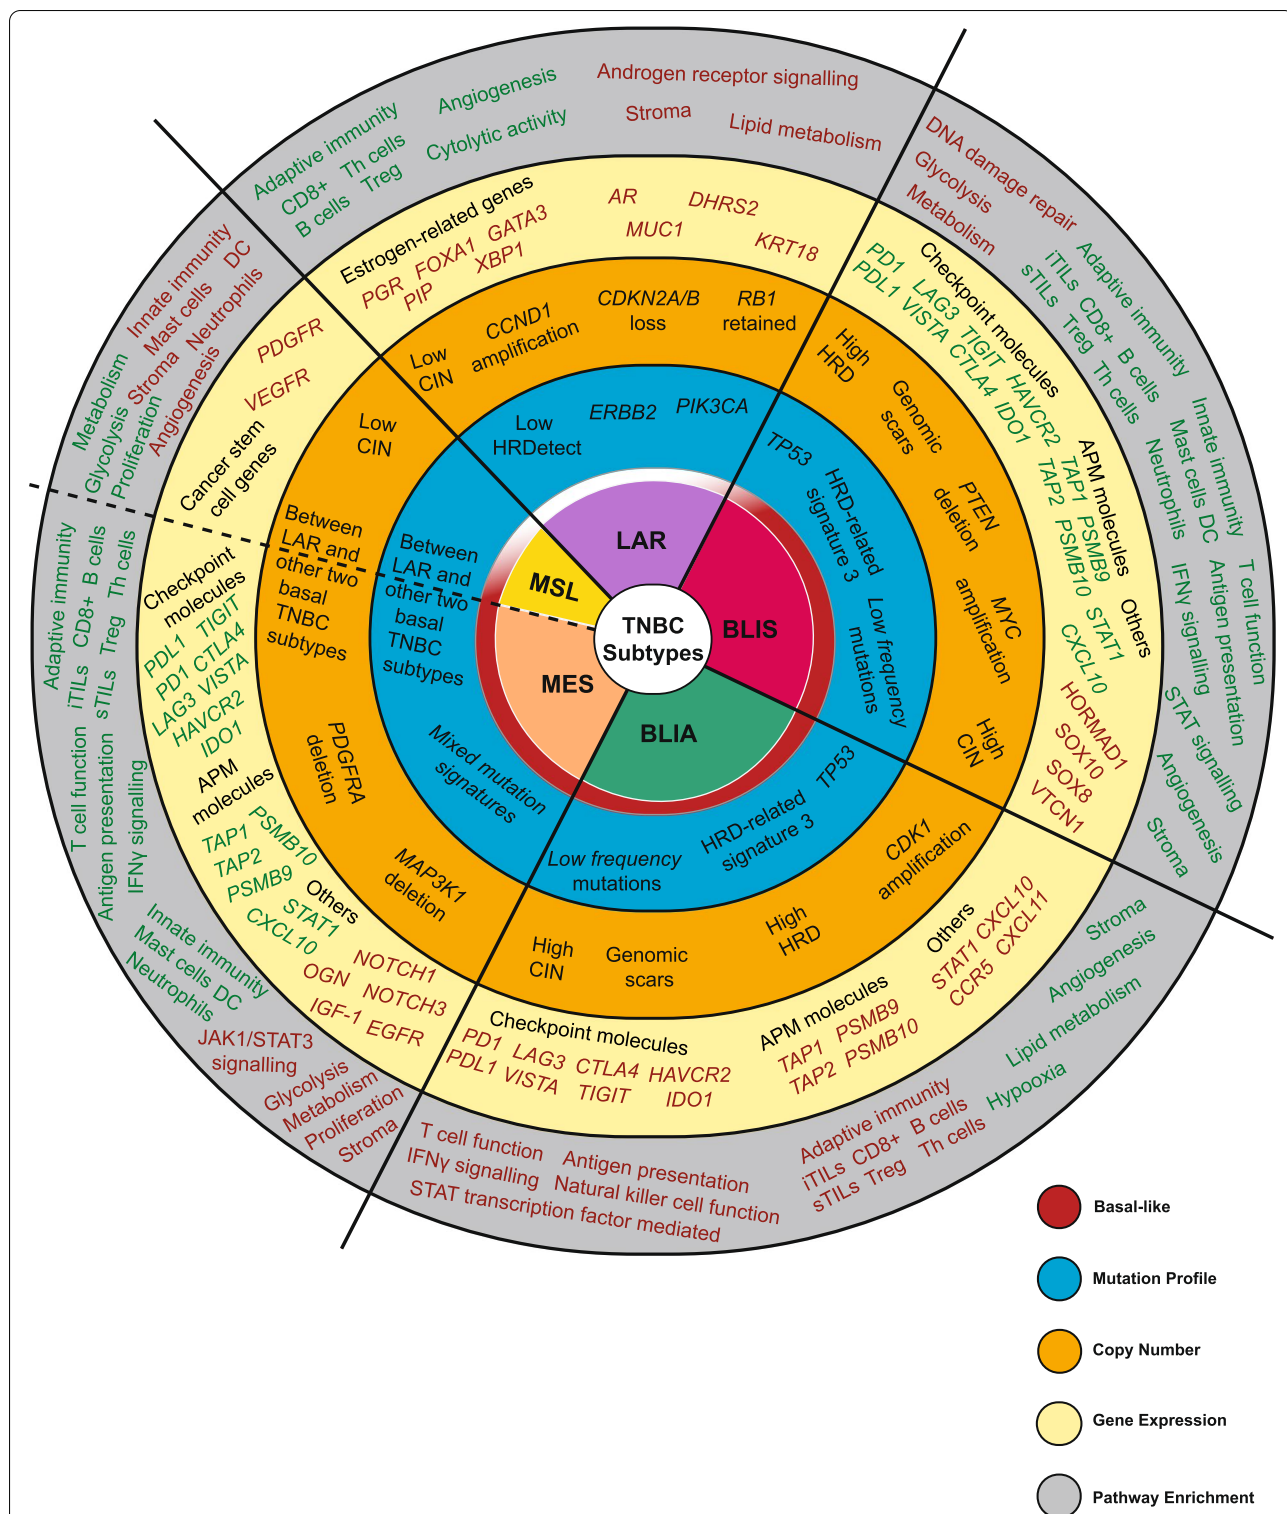 TNBC
Subtypes
LAR
BLIS
BLIA
MES
MSL
Androgen receptor signalling
Angiogenesis
Stroma
Lipid metabolism
Cytolytic activity
Adaptive immunity
CD8+ Th cells
B cells Treg
Estrogen-related genes
PGR FOXA1 GATA3
PIP XBP1
AR
DHRS2
MUC1
KRT18
Low
CIN
CCND1
amplification
CDKN2A/B
loss
RB1
retained
Low
HRDetect
ERBB2
PIK3CA
DNA damage repair
Glycolysis
Metabolism
Adaptive immunity
iTILs CD8+ B cells
sTILs Treg Th cells
Innate immunity
Mast cells DC
Neutrophils
T cell function
Antigen presentation
IFNγ signalling
STAT signalling
Angiogenesis
Stroma
Checkpoint molecules
PD1 LAG3 TIGIT HAVCR2
PDL1 VISTA CTLA4 IDO1
APM molecules
TAP1 PSMB9
TAP2 PSMB10
Others
STAT1
CXCL10
HORMAD1
SOX10
SOX8
VTCN1
High
HRD
Genomic
scars
PTEN
deletion
MYC
amplification
High
CIN
TP53
HRD-related
signature 3
Low frequency
mutations
TP53
HRD-related
signature 3
Low frequency
mutations
CDK1
amplification
High
HRD
Genomic
scars
High
CIN
Others
STAT1 CXCL10
CCR5 CXCL11
APM molecules
TAP1 PSMB9
TAP2 PSMB10
Checkpoint molecules
PD1 LAG3 CTLA4 HAVCR2
PDL1 VISTA TIGIT IDO1
Stroma
Angiogenesis
Lipid metabolism
Hypooxia
Adaptive immunity
iTILs CD8+ B cells
sTILs Treg Th cells
T cell function Antigen presentation
IFNγ signalling Natural killer cell function
STAT transcription factor mediated
Mixed mutation
signatures
Between
LAR and
other two
basal
TNBC
subtypes
Between
LAR and
other two
basal
TNBC
subtypes
PDGFRA
deletion
MAP3K1
deletion
Checkpoint
molecules
PDL1 TIGIT
PD1 CTLA4
LAG3 VISTA
HAVCR2
IDO1
APM
molecules
TAP1 PSMB10
TAP2
PSMB9
Others
STAT1
CXCL10
NOTCH1
OGN NOTCH3
IGF-1 EGFR
Adaptive immunity
iTILs CD8+ B cells
sTILs Treg Th cells
T cell function
Antigen presentation
IFNγ signalling
Innate immunity
Mast cells DC
Neutrophils
JAK1/STAT3
signalling
Glycolysis
Metabolism
Proliferation
Stroma
Low
CIN
PDGFR
VEGFR
Cancer stem
cell genes
Innate immunity
Mast cells DC
Stroma Neutrophils
Angiogenesis
Metabolism
Glycolysis
Proliferation
Basal-like
Mutation Profile
Copy Number
Gene Expression
Pathway Enrichment